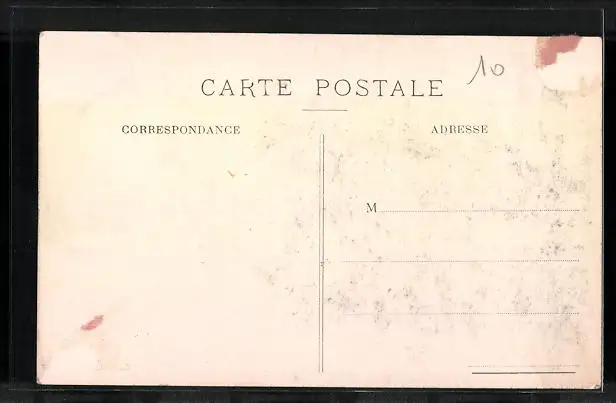 10
CARTE POSTALE
CORRESPONDANCE
ADRESSE
M